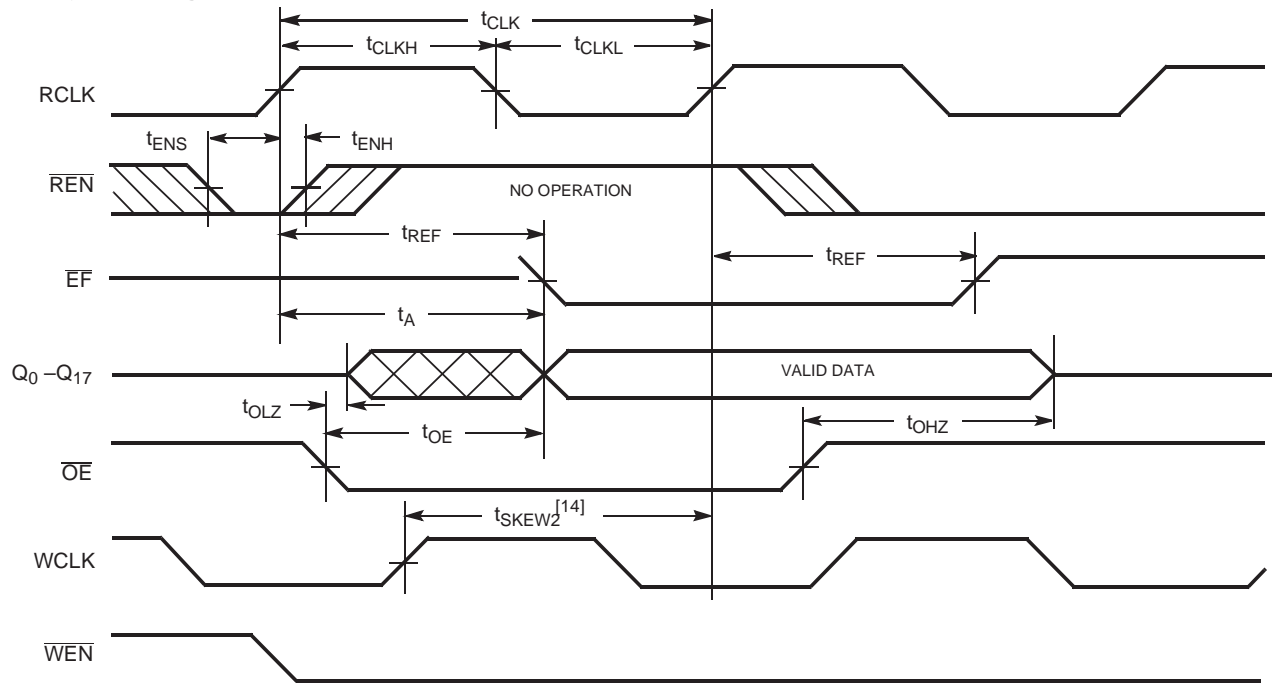 tCLK
tCLKH
tCLKL
RCLK
tENS
tENH
REN
NO OPERATION
tREF
tREF
EF
tA
Q0 –Q17
VALID DATA
tOLZ
tOE
tOHZ
OE
tSKEW2[14]
WCLK
WEN